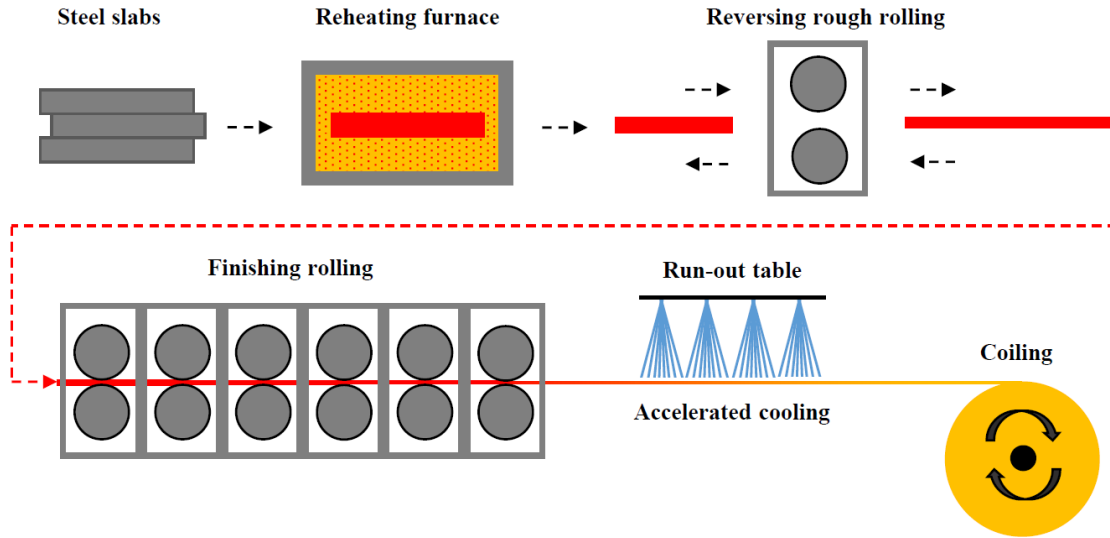 Steel slabs
Reheating furnace
Reversing rough rolling
Finishing rolling
Run-out table
Coiling
Accelerated cooling